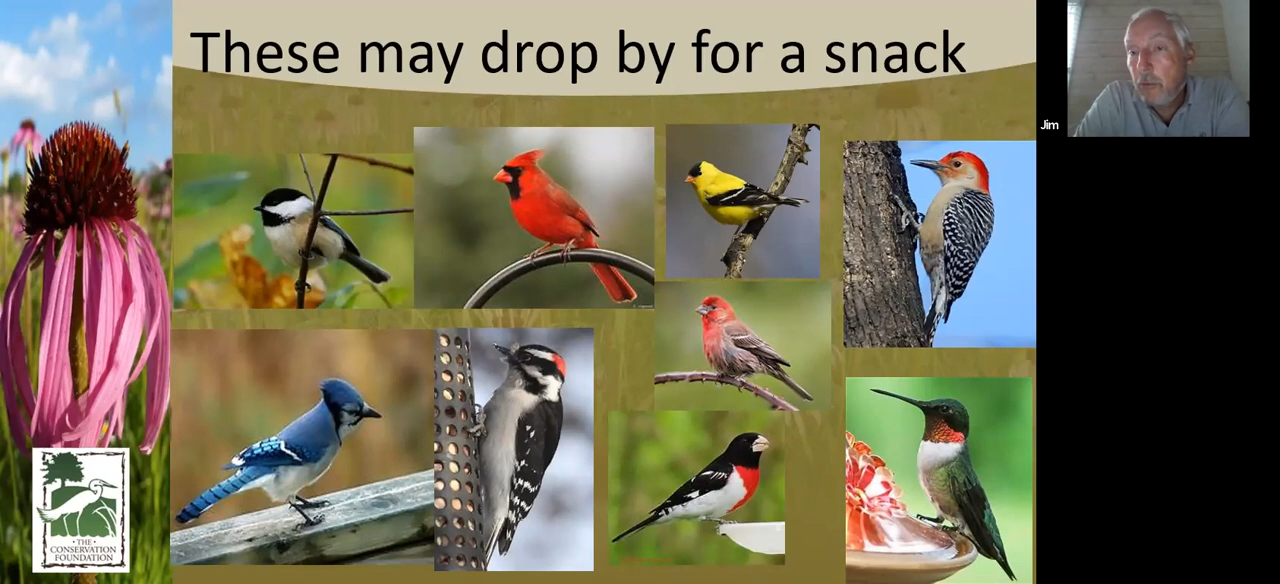 These may drop by for a snack
Jim
· THE ·
CONSERVATION
FOUNDATION